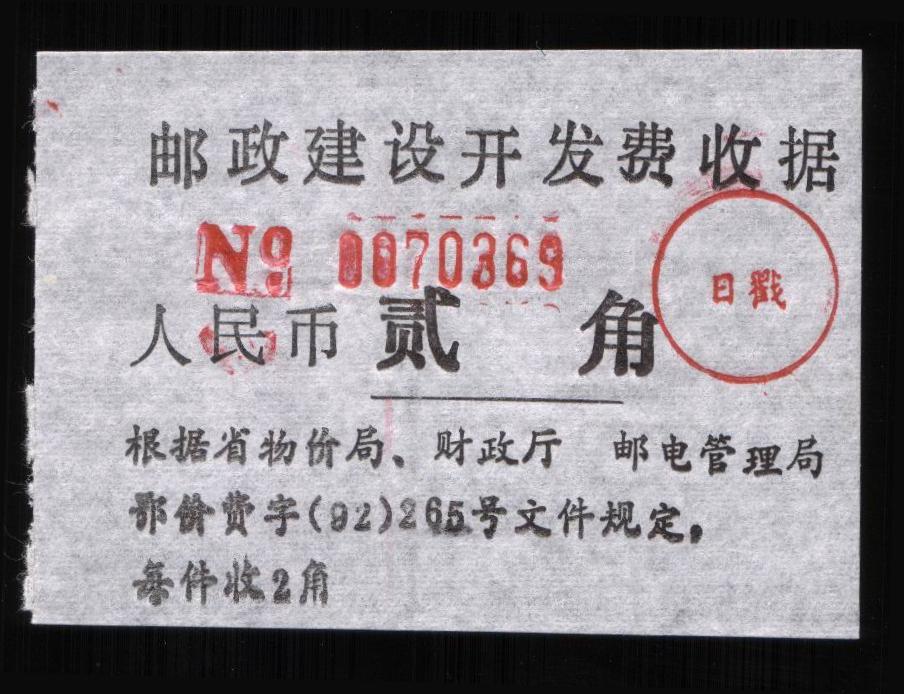 邮政建设开发费收据
№ 0070369
日戳
人民币 贰 角
根据省物价局、财政厅 邮电管理局
鄂价费字(92)265号文件规定。
每件收2角